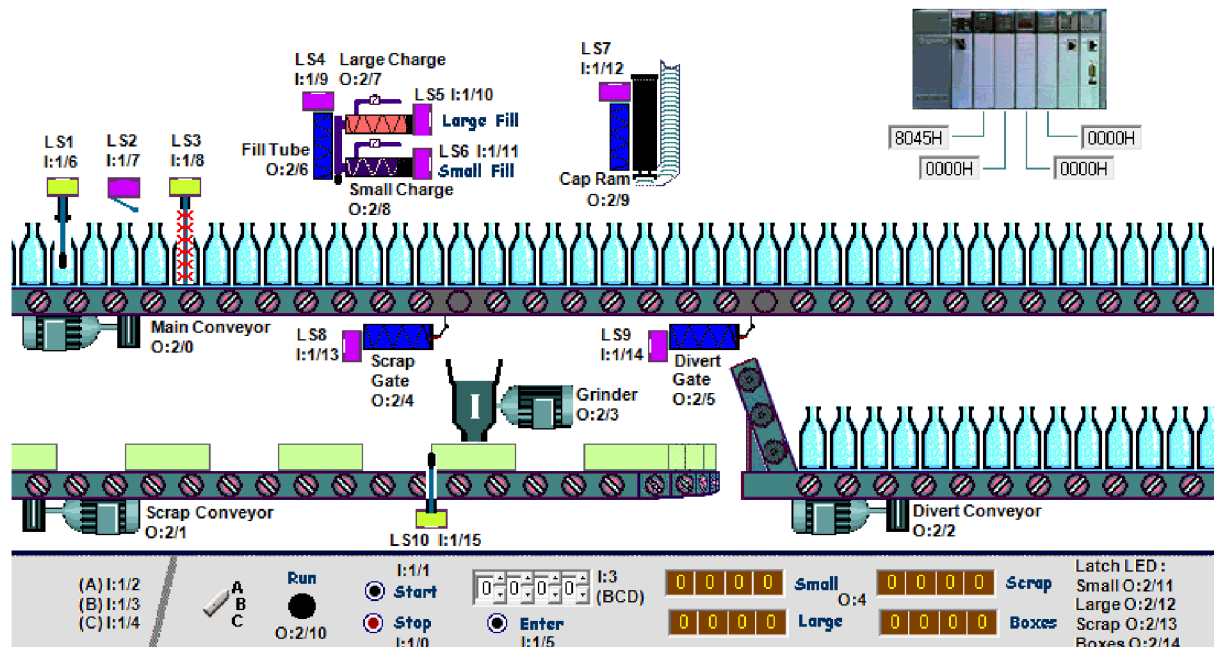 LS4 Large Charge
I:1/9 O:2/7
LS5 I:1/10
Large Fill
Fill Tube
O:2/6
LS6 I:1/11
Small Fill
Small Charge
O:2/8
LS7
I:1/12
Cap Ram
O:2/9
8045H
0000H
0000H
0000H
LS1
I:1/6
LS2
I:1/7
LS3
I:1/8
Main Conveyor
O:2/0
LS8
I:1/13
Scrap
Gate
O:2/4
LS9
I:1/14
Divert
Gate
O:2/5
I
Grinder
O:2/3
Scrap Conveyor
O:2/1
LS10 I:1/15
Divert Conveyor
O:2/2
(A) I:1/2
(B) I:1/3
(C) I:1/4
A
B
C
Run
O:2/10
I:1/1
Start
Stop
I:1/0
0 0 0 0
I:3
(BCD)
Enter
I:1/5
0 0 0 0 Small
O:4
0 0 0 0 Large
0 0 0 0 Scrap
0 0 0 0 Boxes
Latch LED :
Small O:2/11
Large O:2/12
Scrap O:2/13
Boxes O:2/14